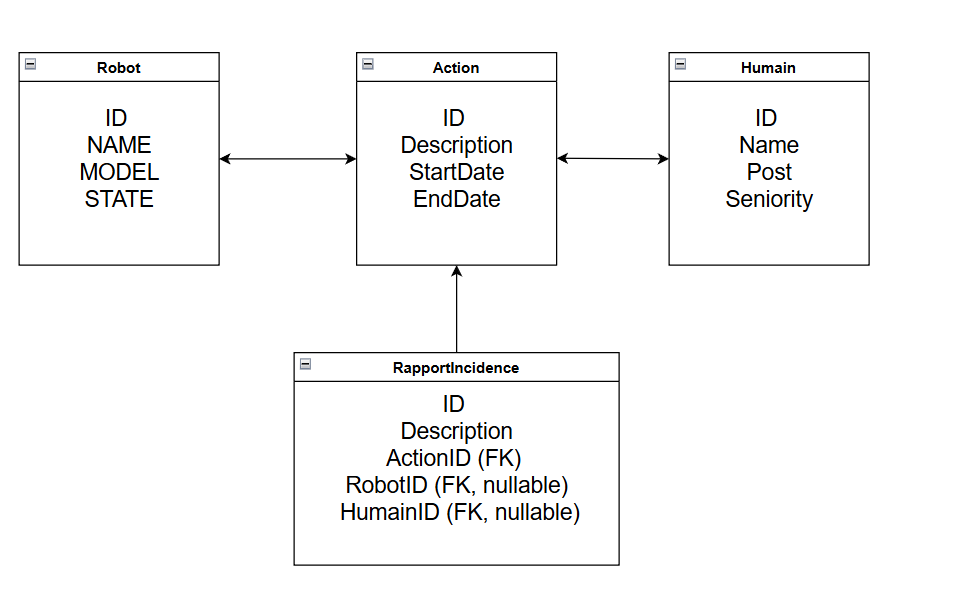 Robot
ID
NAME
MODEL
STATE
Action
ID
Description
StartDate
EndDate
Humain
ID
Name
Post
Seniority
RapportIncidence
ID
Description
ActionID (FK)
RobotID (FK, nullable)
HumainID (FK, nullable)